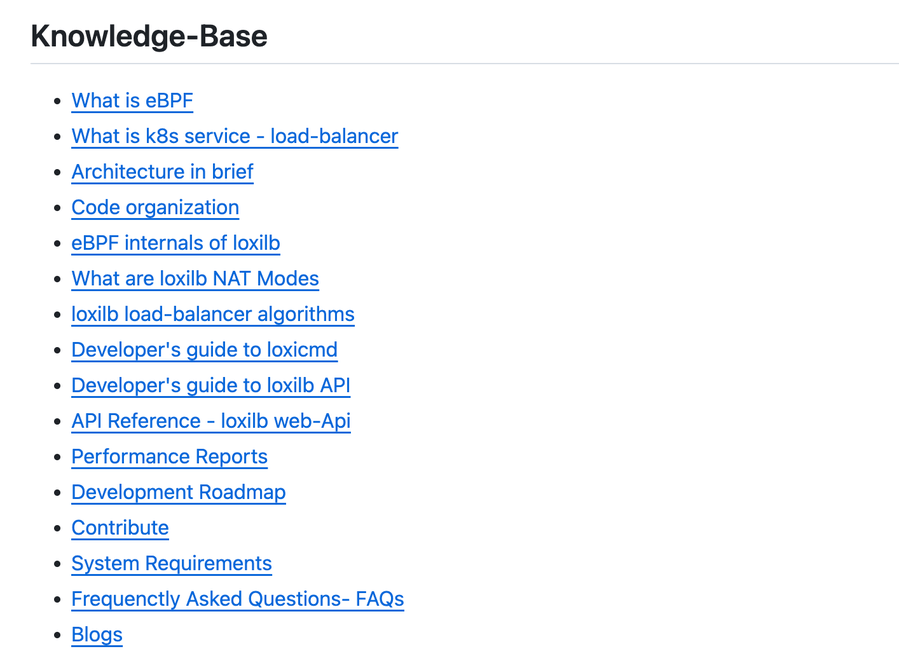 Knowledge-Base
What is eBPF
What is k8s service - load-balancer
Architecture in brief
Code organization
eBPF internals of loxilb
What are loxilb NAT Modes
loxilb load-balancer algorithms
Developer's guide to loxicmd
Developer's guide to loxilb API
API Reference - loxilb web-Api
Performance Reports
Development Roadmap
Contribute
System Requirements
Frequenctly Asked Questions- FAQs
Blogs